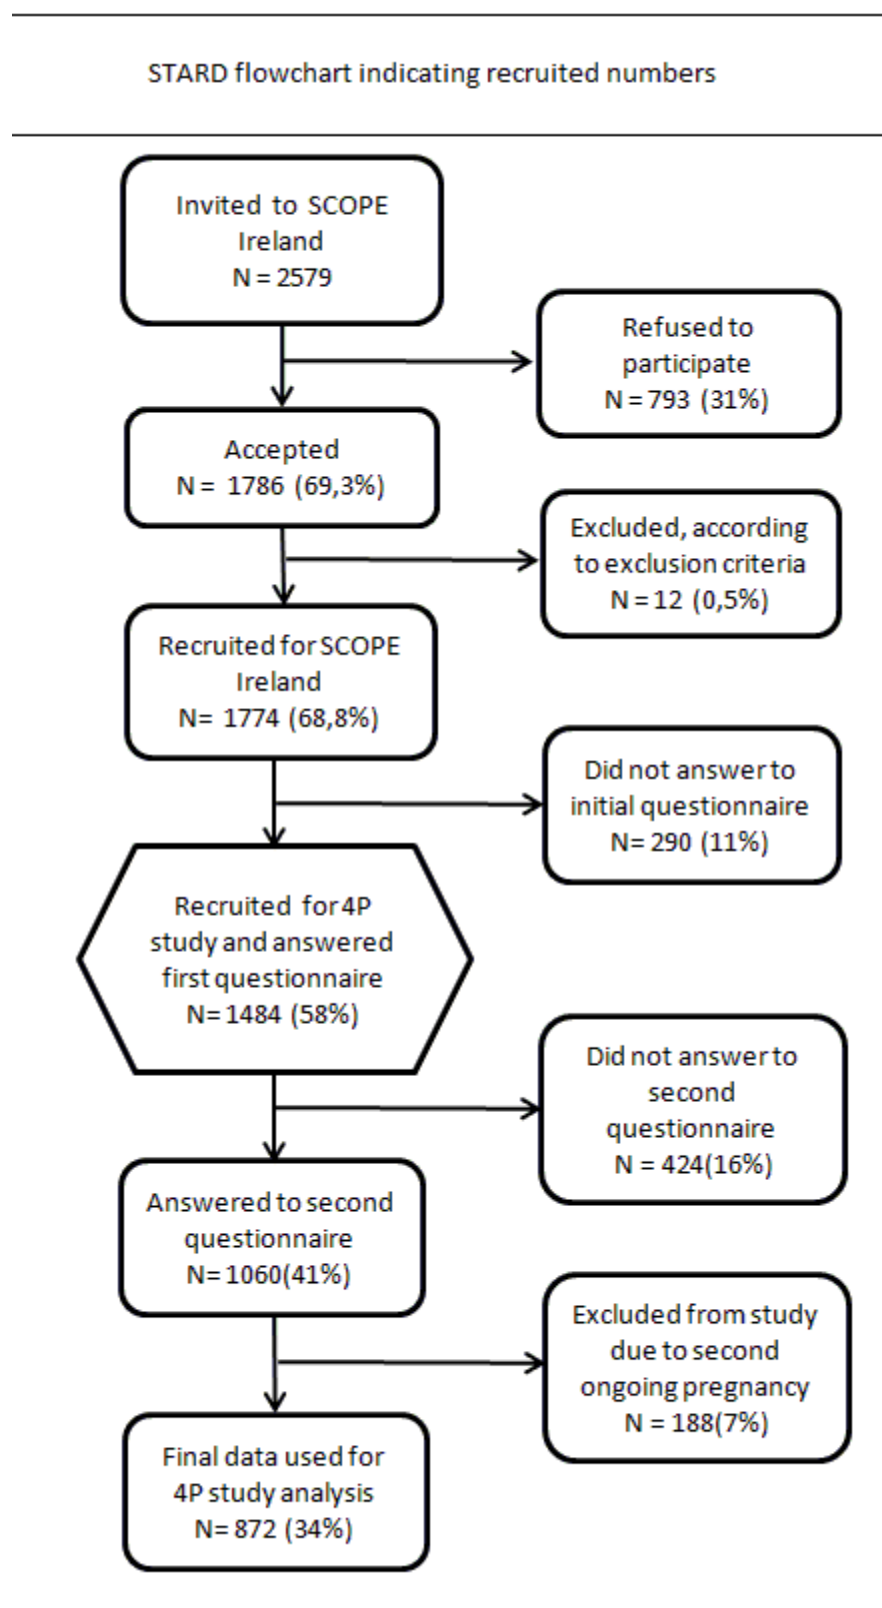 STARD flowchart indicating recruited numbers
Invited to SCOPE
Ireland
N = 2579
Refused to
participate
N = 793 (31%)
Accepted
N = 1786 (69,3%)
Excluded, according
to exclusion criteria
N = 12 (0,5%)
Recruited for SCOPE
Ireland
N= 1774 (68,8%)
Did not answer to
initial questionnaire
N= 290 (11%)
Recruited for 4P
study and answered
first questionnaire
N= 1484 (58%)
Did not answer to
second
questionnaire
N = 424(16%)
Answered to second
questionnaire
N= 1060(41%)
Excluded from study
due to second
ongoing pregnancy
N = 188(7%)
Final data used for
4P study analysis
N= 872 (34%)